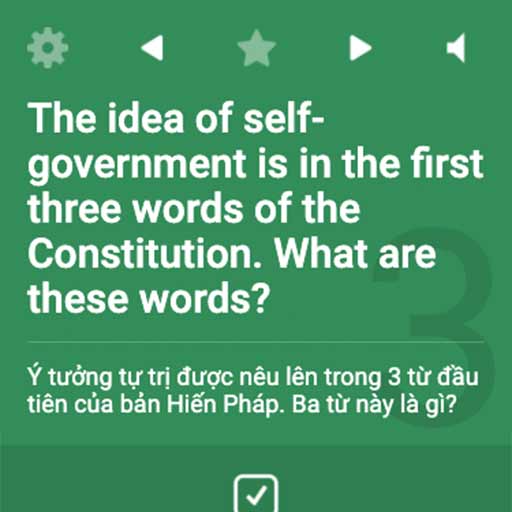 The idea of self-
government is in the first
three words of the
Constitution. What are
these words?
3
Ý tưởng tự trị được nêu lên trong 3 từ đầu
tiên của bản Hiến Pháp. Ba từ này là gì?